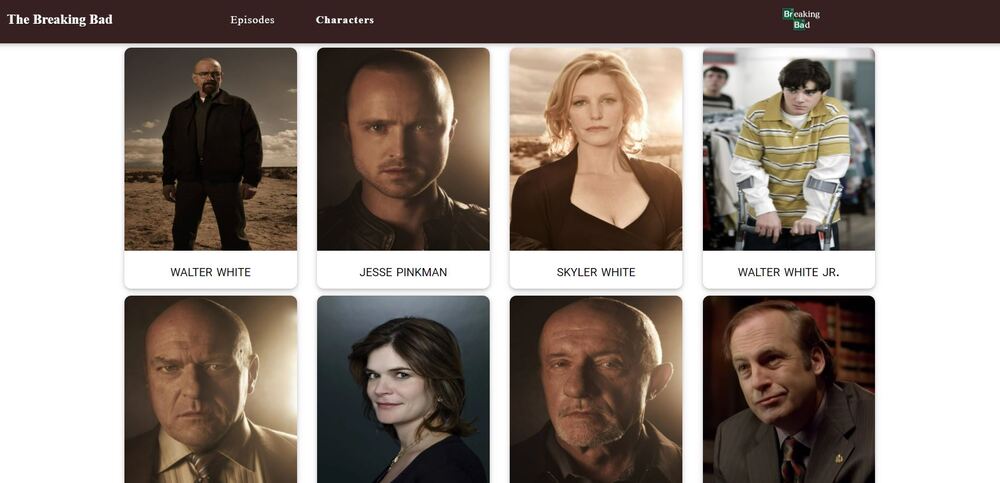 The Breaking Bad
Episodes
Characters
Breaking
Bad
WALTER WHITE
JESSE PINKMAN
SKYLER WHITE
WALTER WHITE JR.